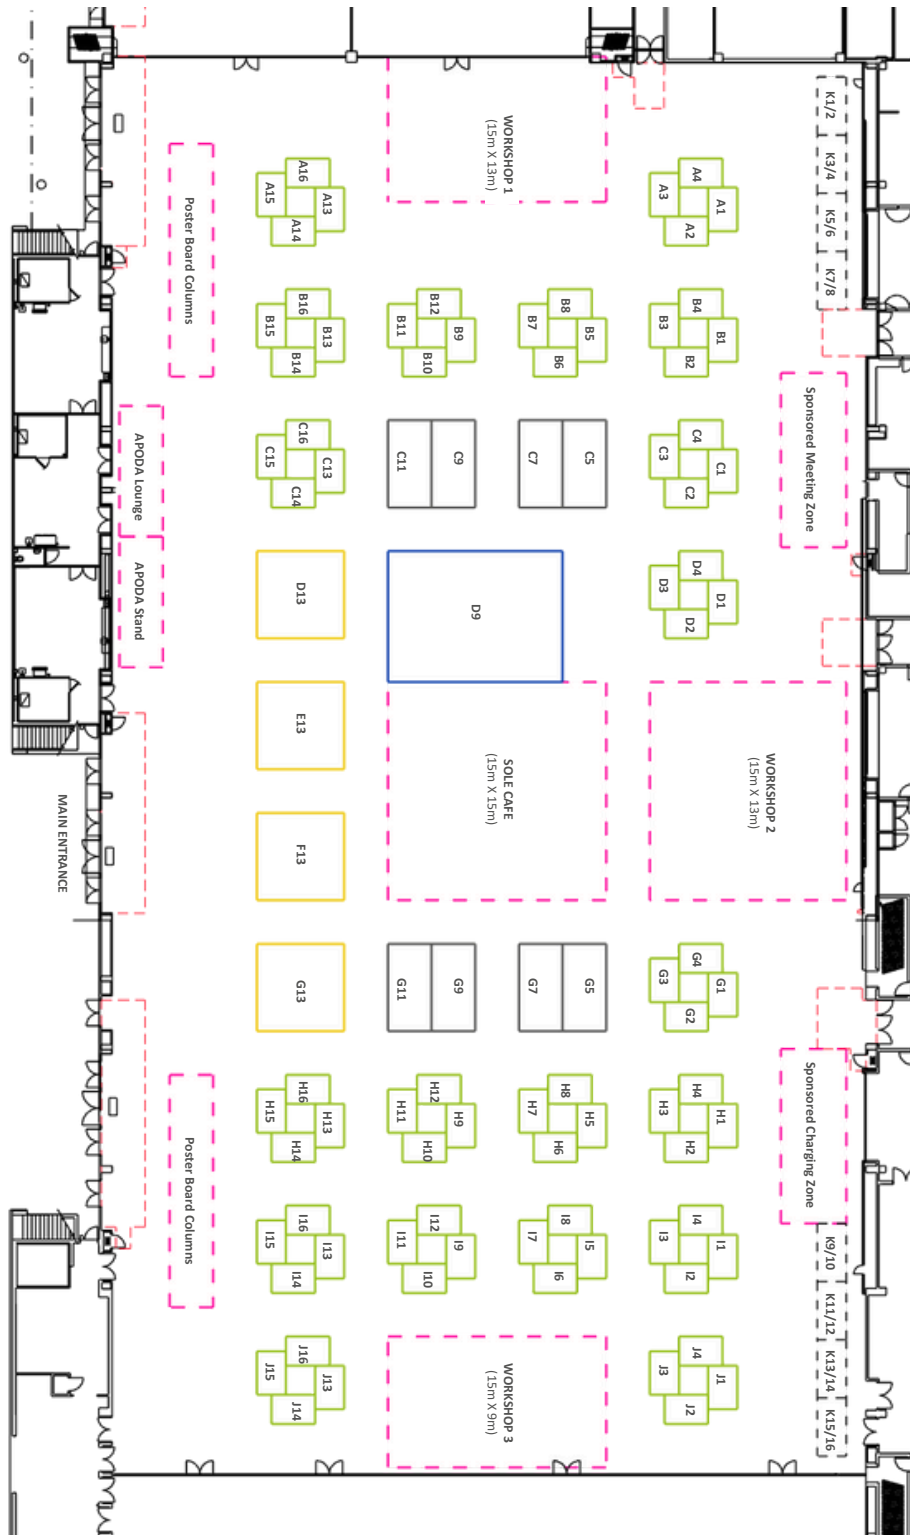 K1/2
K3/4
K5/6
K7/8
WORKSHOP 1
(15m X 13m)
A4
A1
A3
A2
A16
A13
A15
A14
Poster Board Columns
B4
B1
B3
B2
B8
B5
B7
B6
B12
B9
B11
B10
B16
B13
B15
B14
Sponsored Meeting Zone
C4
C1
C3
C2
C5
C7
C9
C11
C16
C13
C15
C14
APODA Lounge
APODA Stand
D4
D1
D3
D2
D9
D13
WORKSHOP 2
(15m X 13m)
SOLE CAFE
(15m X 15m)
E13
F13
MAIN ENTRANCE
G4
G1
G3
G2
G5
G7
G9
G11
G13
Sponsored Charging Zone
H4
H1
H3
H2
H8
H5
H7
H6
H12
H9
H11
H10
H16
H13
H15
H14
Poster Board Columns
K9/10
K11/12
K13/14
K15/16
I4
I1
I3
I2
I8
I5
I7
I6
I12
I9
I11
I10
I16
I13
I15
I14
J4
J1
J3
J2
WORKSHOP 3
(15m X 9m)
J16
J13
J15
J14